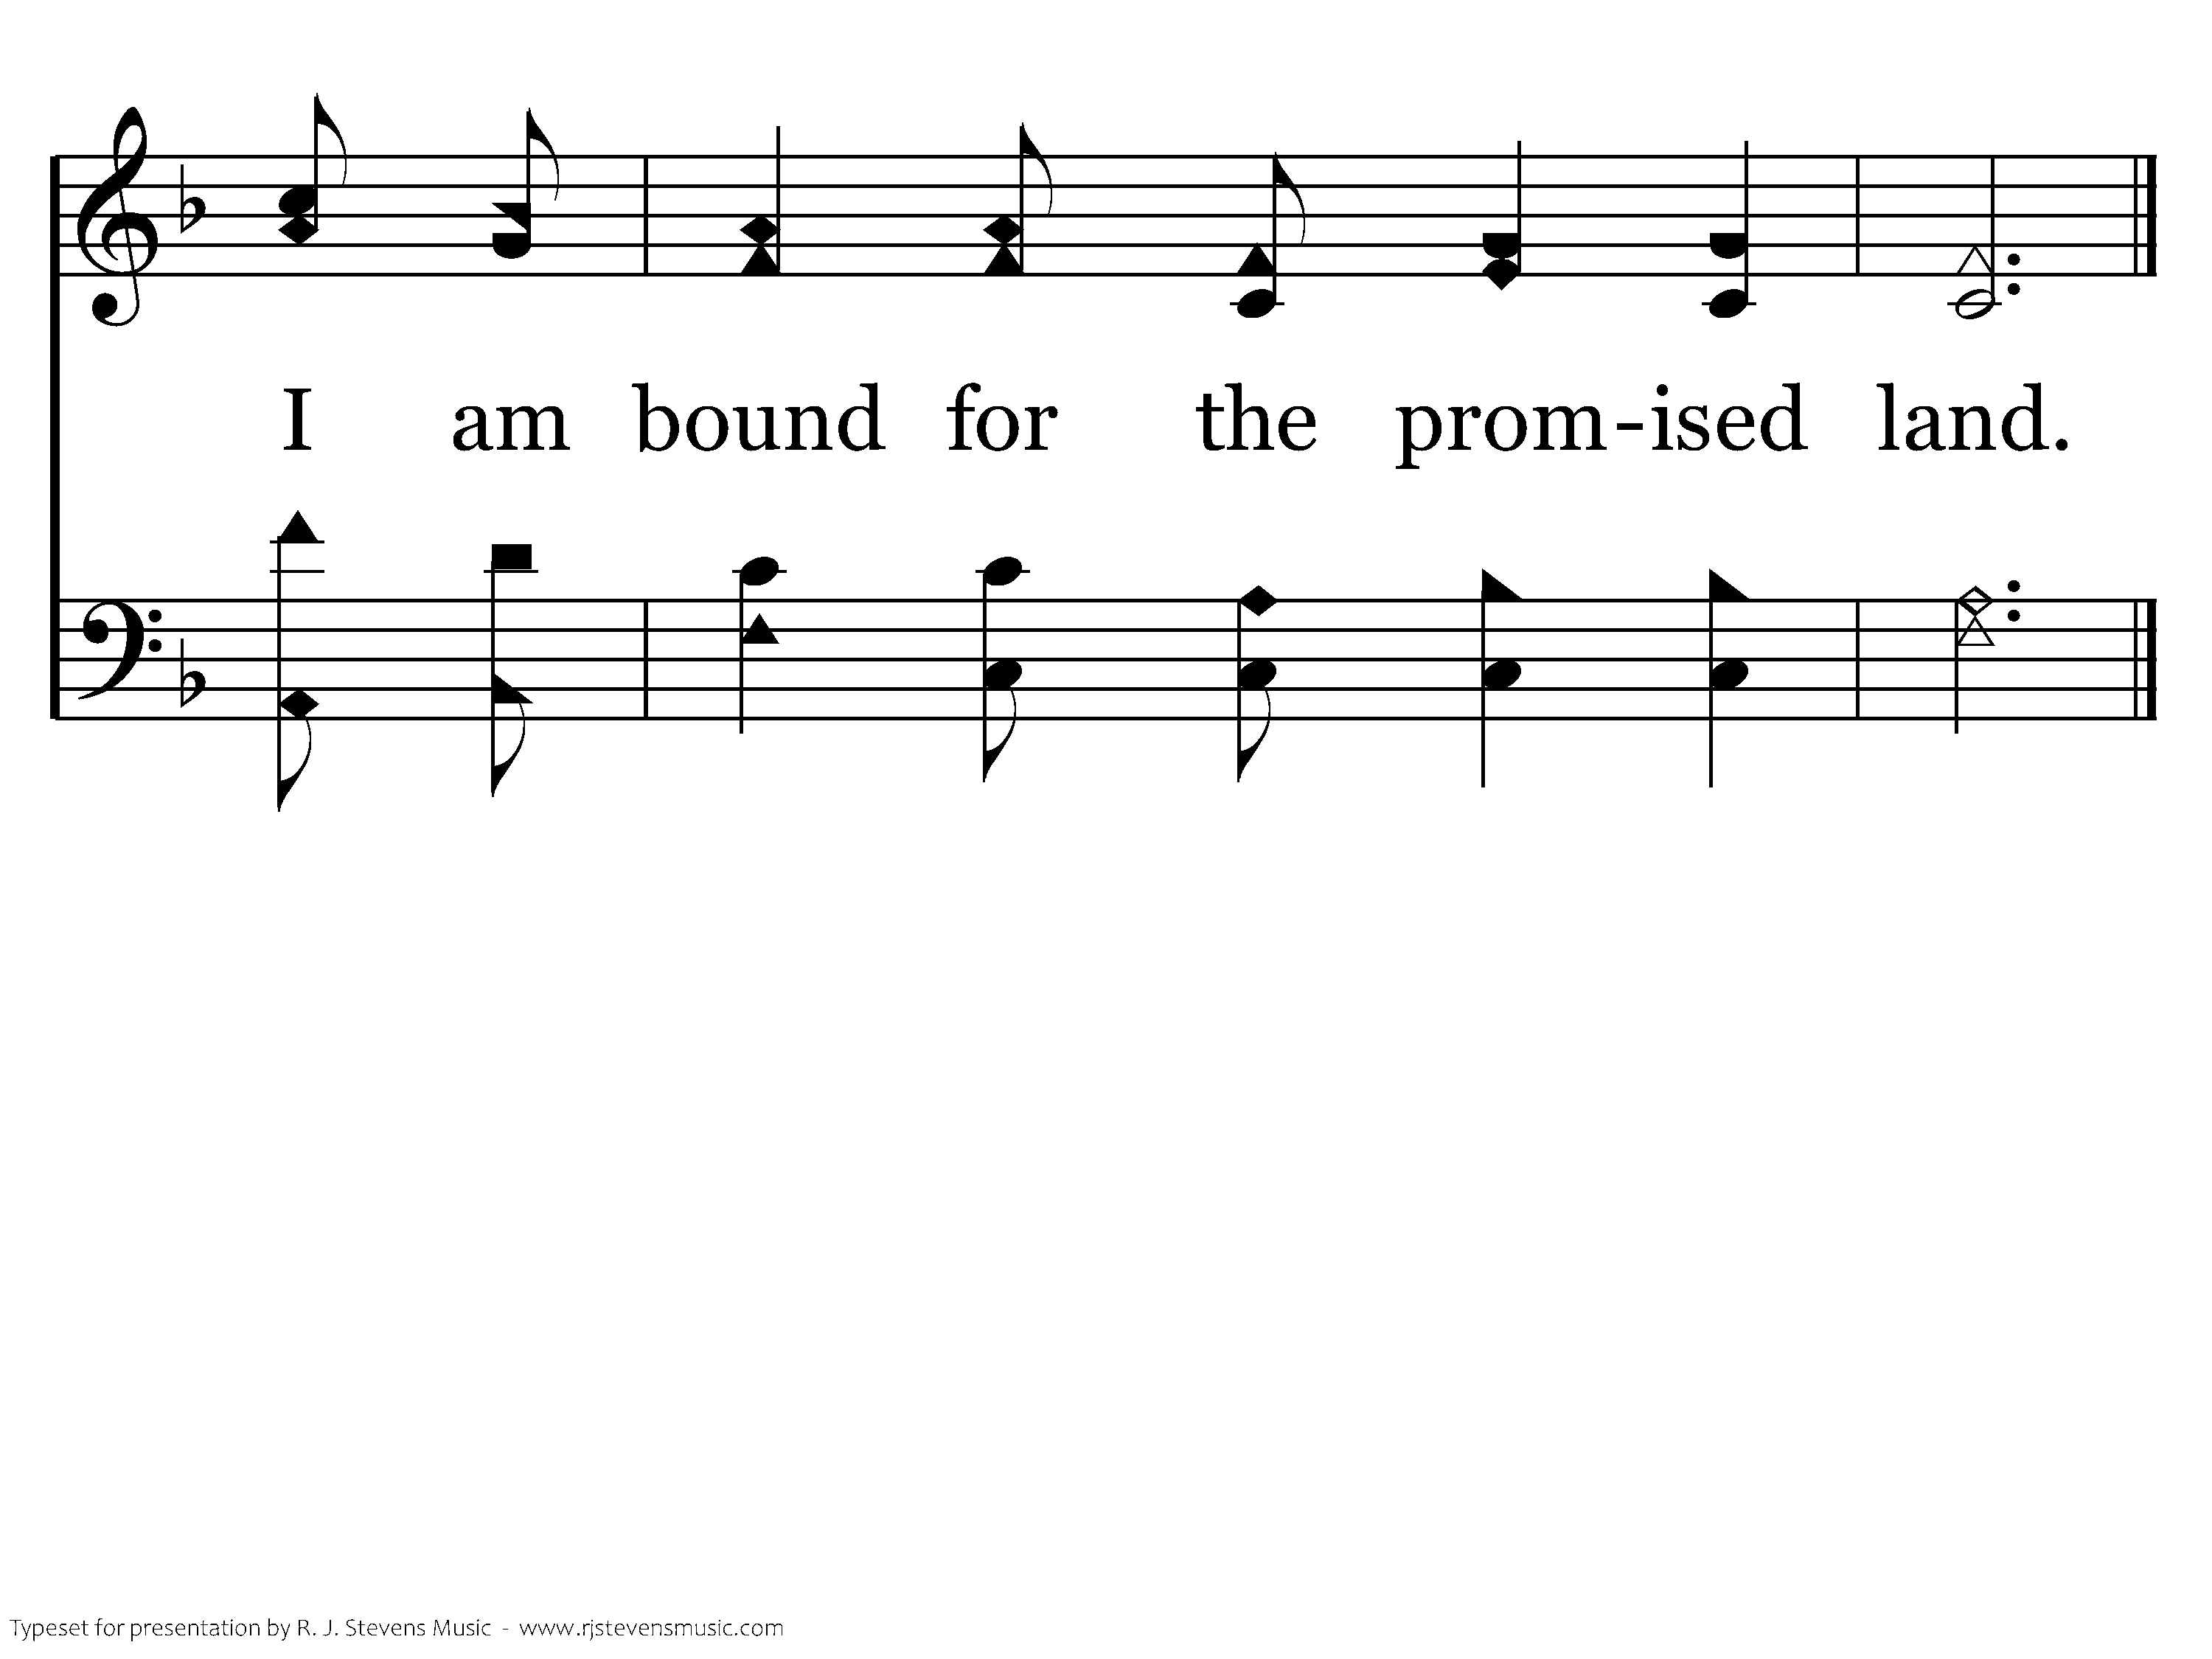 I am bound for the prom-ised land.
Typeset for presentation by R. J. Stevens Music - www.rjstevensmusic.com